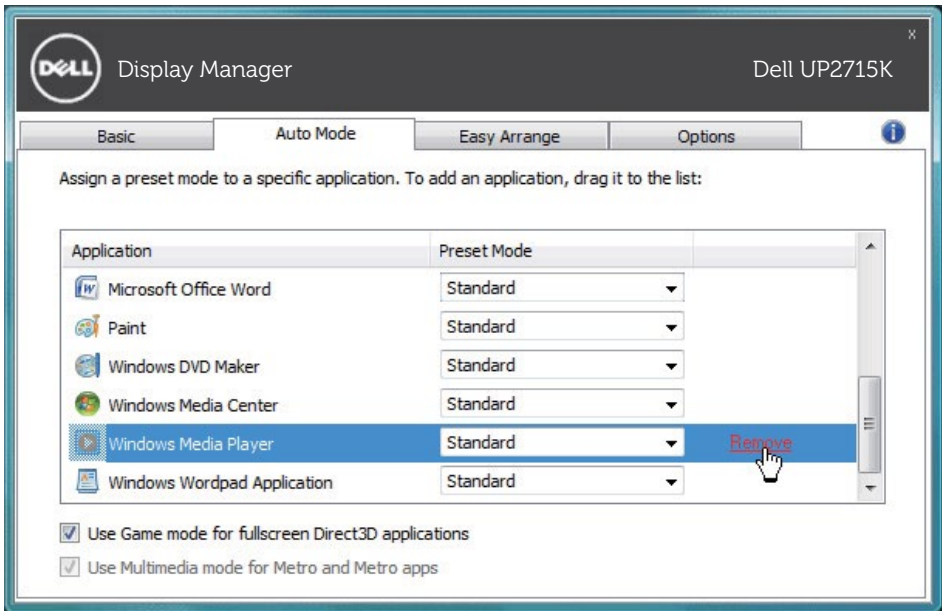 x
DELL Display Manager Dell UP2715K
Basic Auto Mode Easy Arrange Options i
Assign a preset mode to a specific application. To add an application, drag it to the list:
Application Preset Mode
Microsoft Office Word Standard
Paint Standard
Windows DVD Maker Standard
Windows Media Center Standard
Windows Media Player Standard Remove
Windows Wordpad Application Standard
Use Game mode for fullscreen Direct3D applications
Use Multimedia mode for Metro and Metro apps